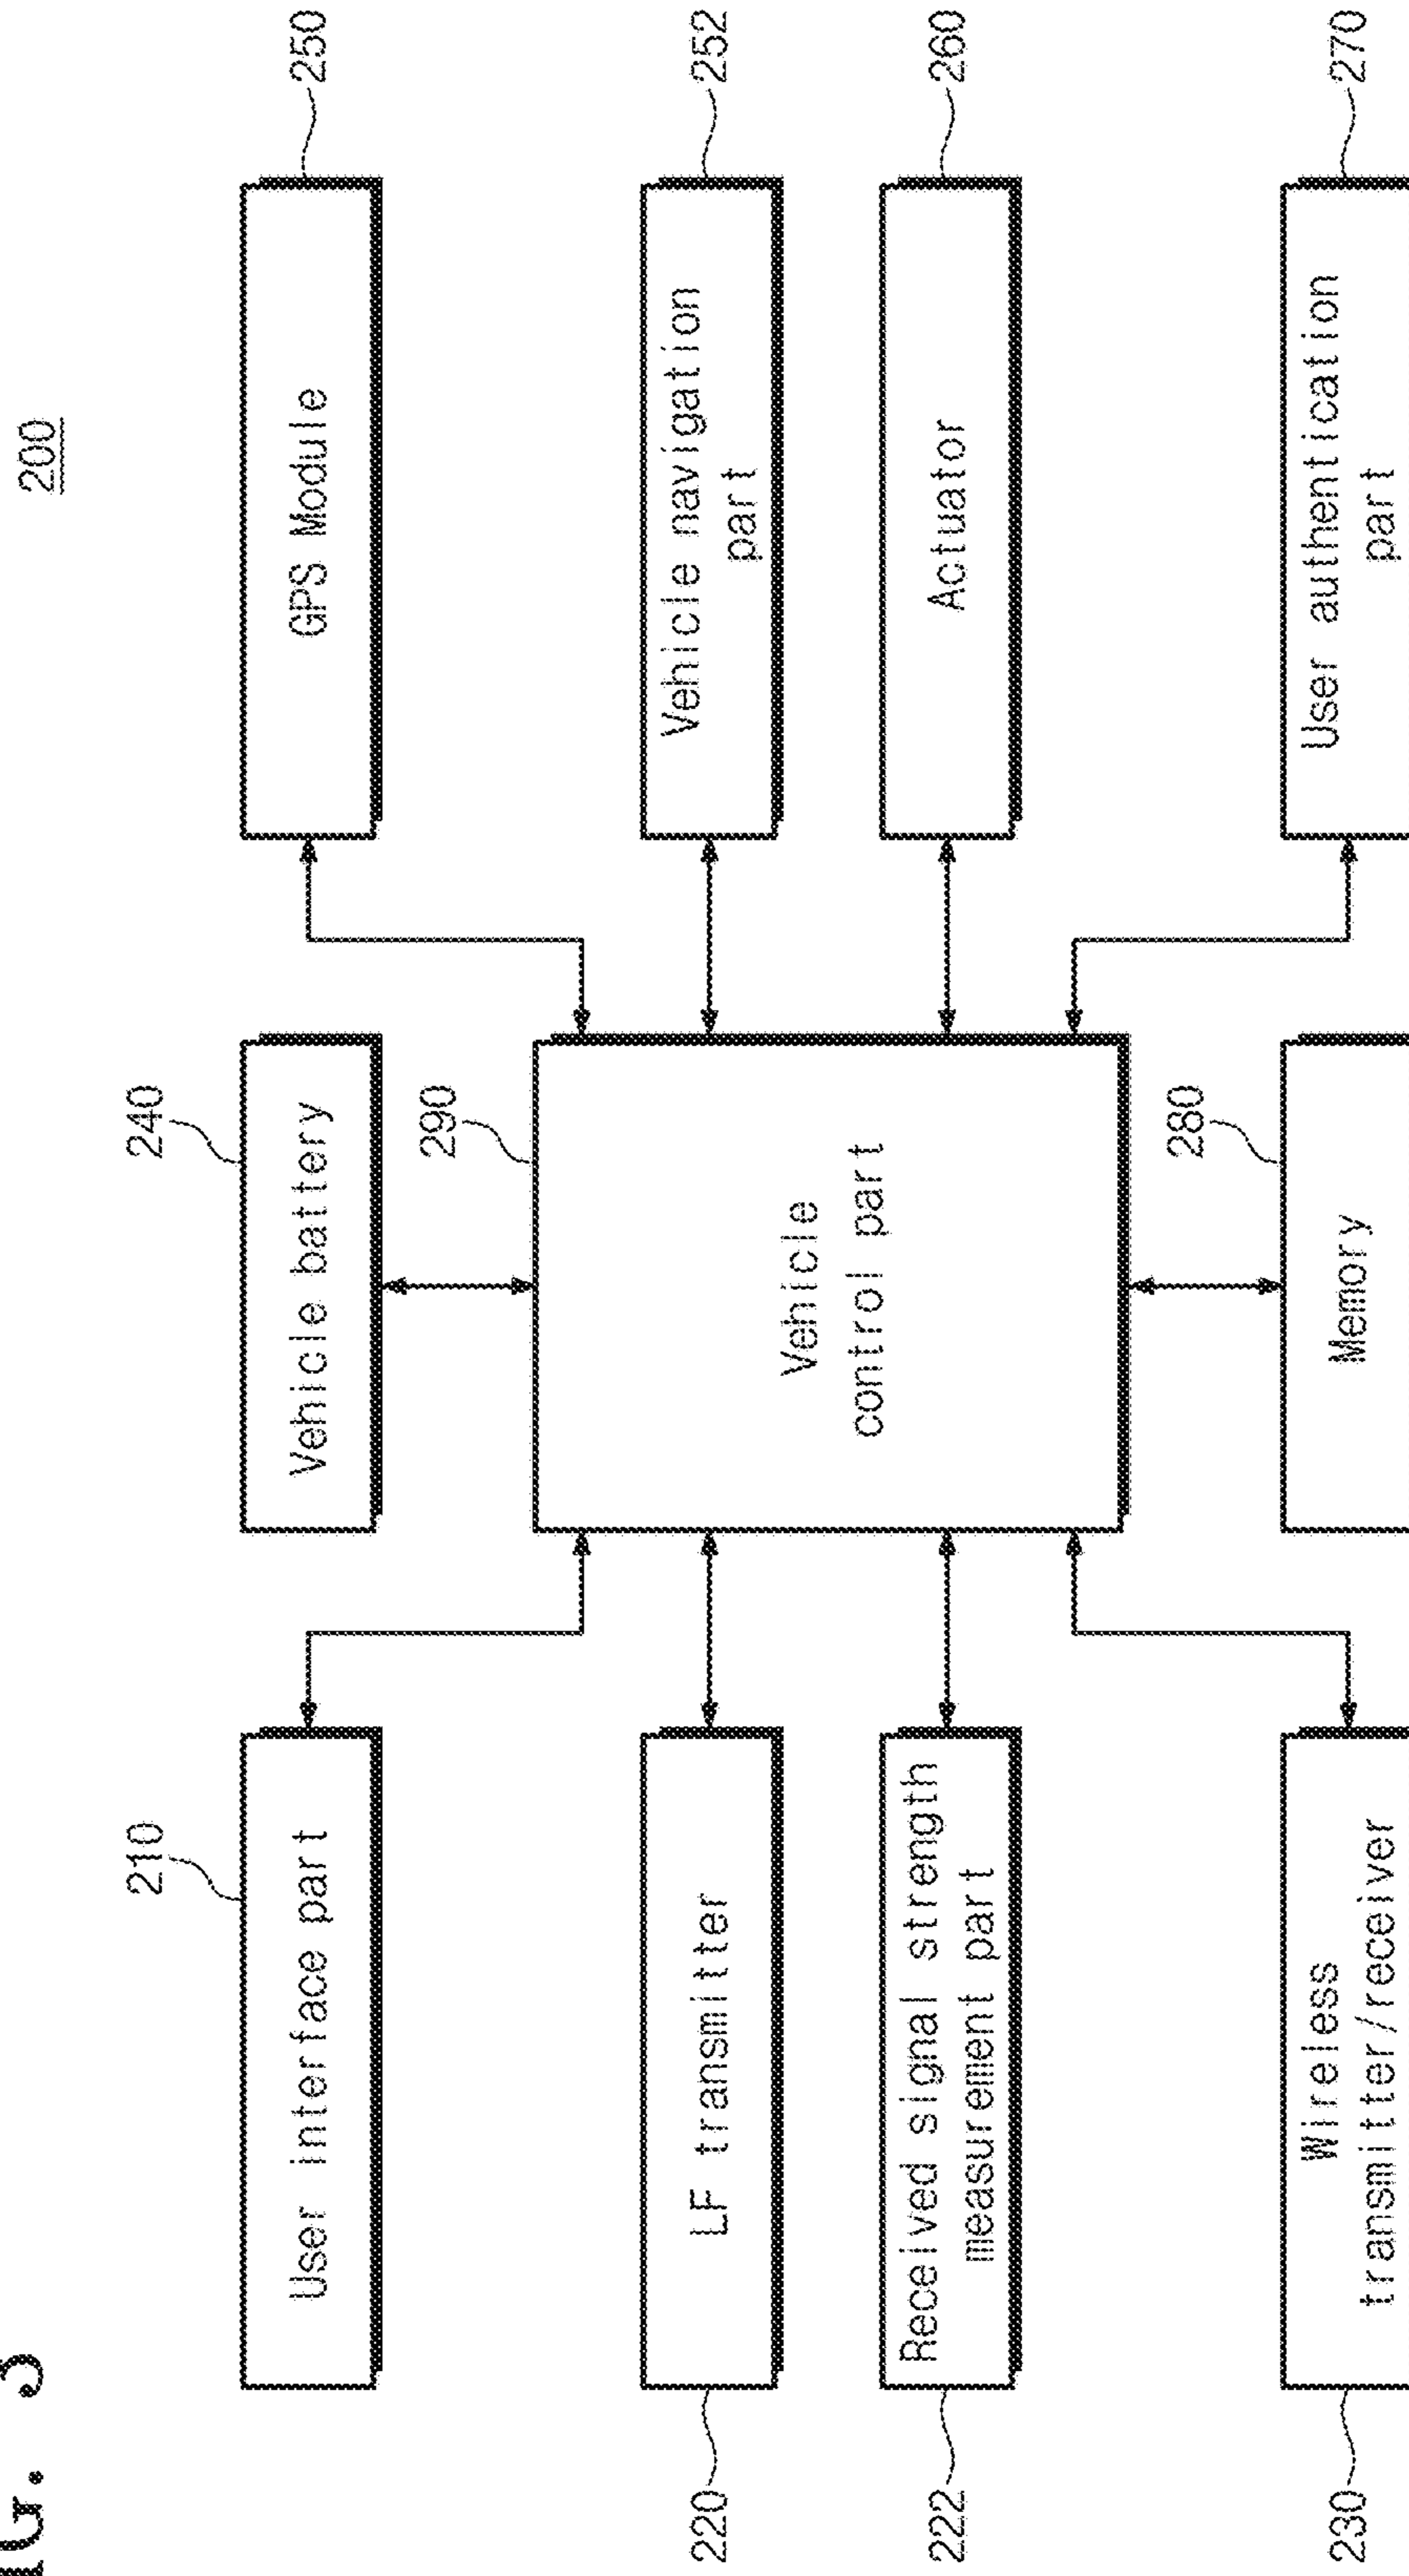 200
210
240
User interface part
Vehicle battery
GPS Module
250
290
220
LF transmitter
Vehicle
control part
Vehicle navigation
part
252
222
Received signal strength
measurement part
Actuator
260
280
230
Wireless
transmitter/receiver
Memory
User authentication
part
270